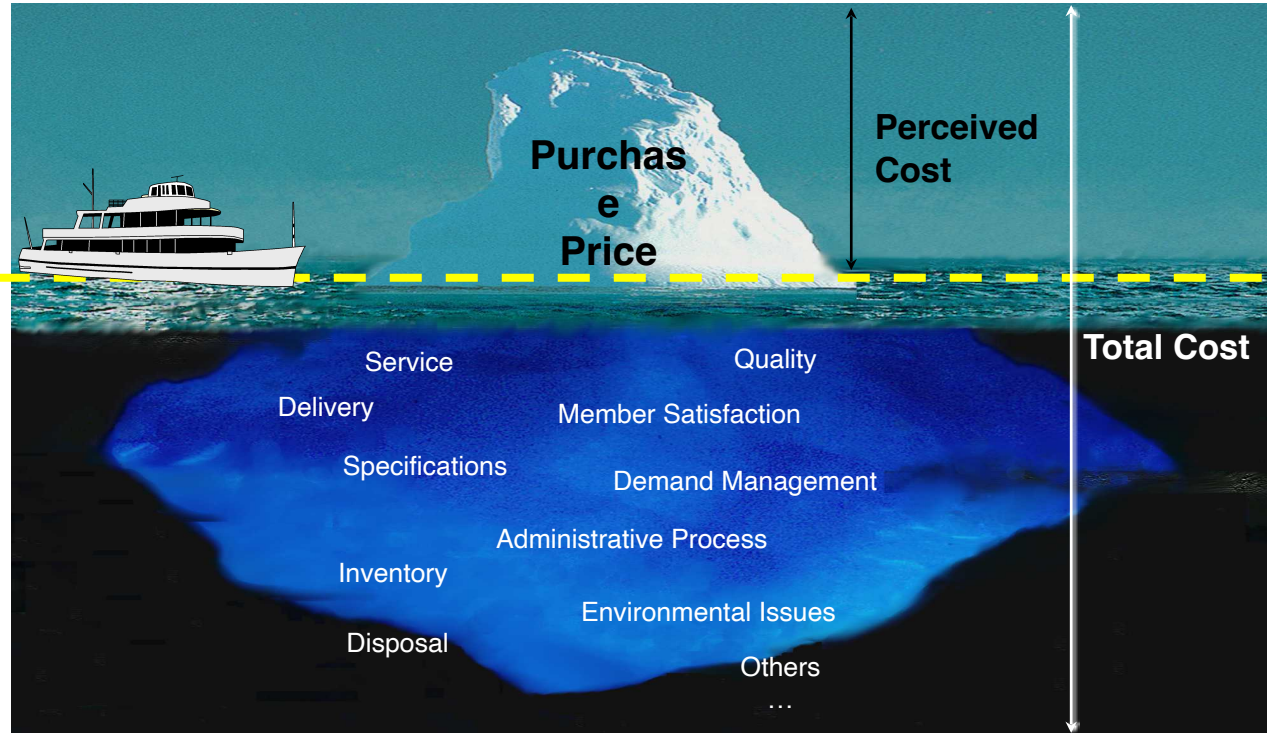 Purchas
e
Price
Perceived
Cost
Total Cost
Service
Quality
Delivery
Member Satisfaction
Specifications
Demand Management
Administrative Process
Inventory
Environmental Issues
Disposal
Others
…